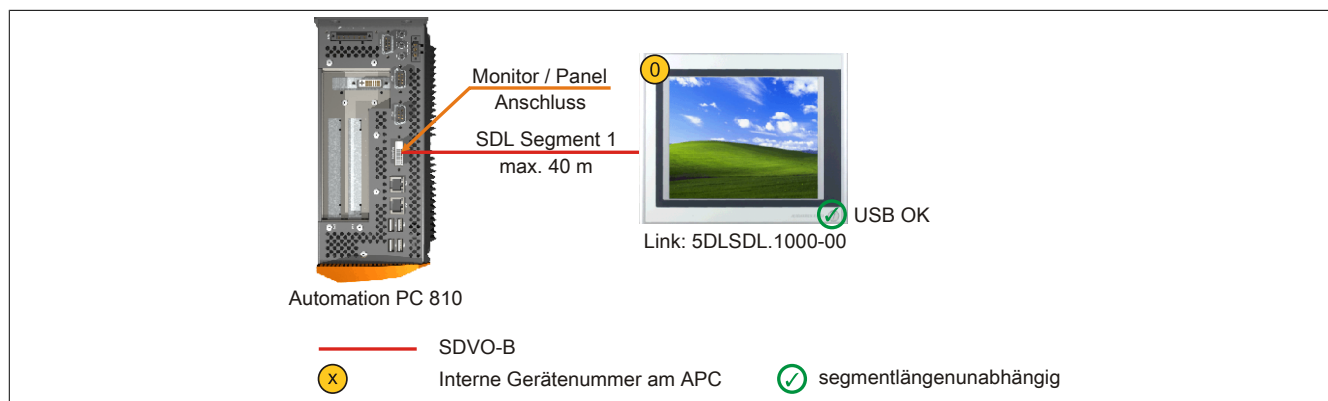 0
Monitor / Panel
Anschluss
SDL Segment 1
max. 40 m
USB OK
Link: 5DLSDL.1000-00
Automation PC 810
SDVO-B
x
Interne Gerätenummer am APC
segmentlängenunabhängig